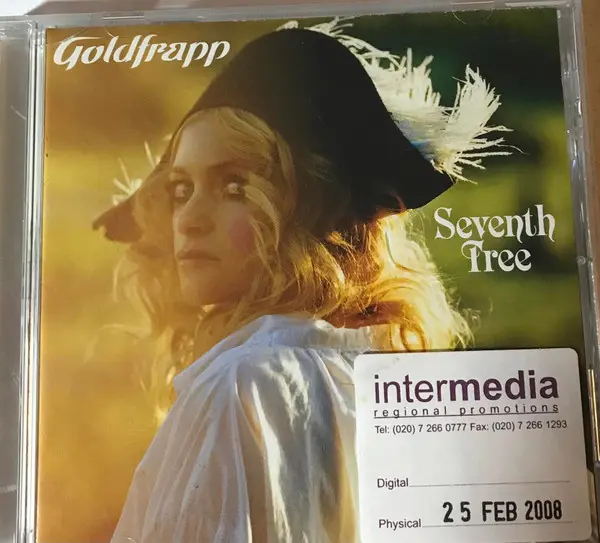 Goldfrapp
Seventh
Tree
intermedia
regional promotions
Tel: (020) 7 266 0777 Fax: (020) 7 266 1293
Digital
Physical 25 FEB 2008